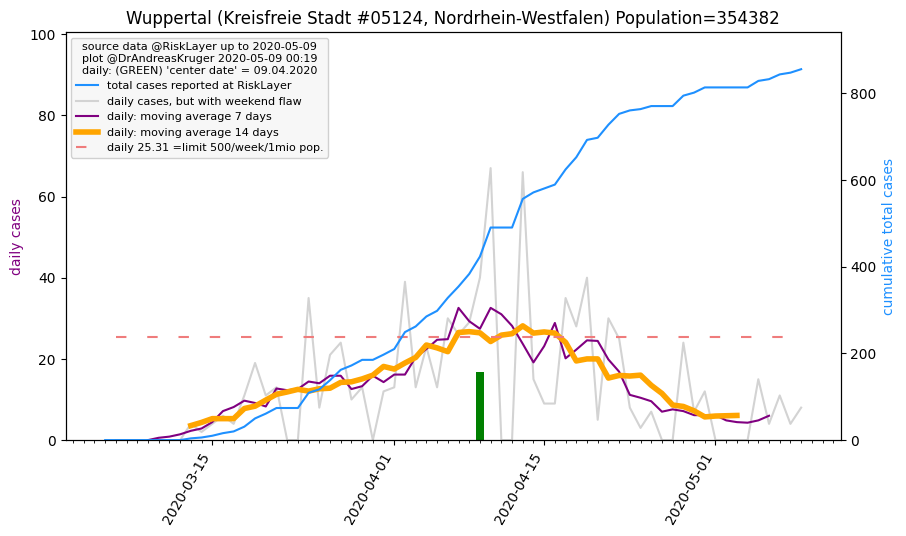 Wuppertal (Kreisfreie Stadt #05124, Nordrhein-Westfalen) Population=354382
source data @RiskLayer up to 2020-05-09
plot @DrAndreasKruger 2020-05-09 00:19
daily: (GREEN) 'center date' = 09.04.2020
total cases reported at RiskLayer
daily cases, but with weekend flaw
daily: moving average 7 days
daily: moving average 14 days
daily 25.31 =limit 500/week/1mio pop.
100
80
60
40
20
0
daily cases
800
600
400
200
0
cumulative total cases
2020-03-15
2020-04-01
2020-04-15
2020-05-01